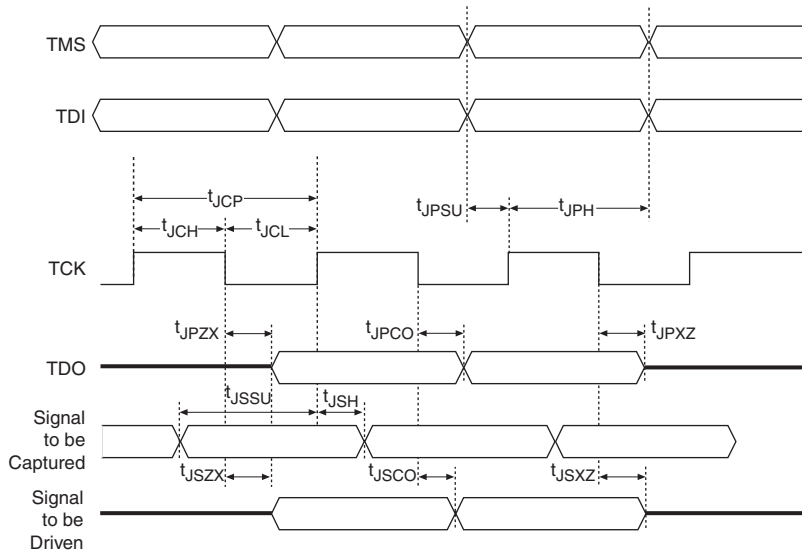 TMS
TDI
tJCP
tJPSU
tJPH
tJCH
tJCL
TCK
tJPZX
tJPCO
tJPXZ
TDO
tJSSU
tJSH
Signal
to be
Captured
tJSZX
tJSCO
tJSXZ
Signal
to be
Driven